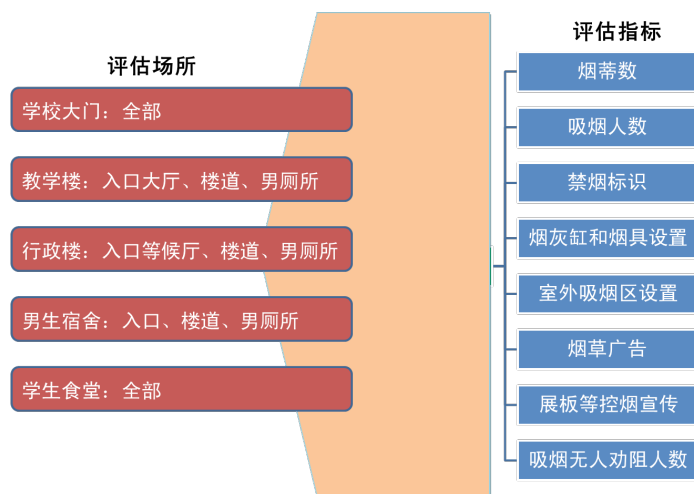 评估场所
学校大门：全部
教学楼：入口大厅、楼道、男厕所
行政楼：入口等候厅、楼道、男厕所
男生宿舍：入口、楼道、男厕所
学生食堂：全部
评估指标
烟蒂数
吸烟人数
禁烟标识
烟灰缸和烟具设置
室外吸烟区设置
烟草广告
展板等控烟宣传
吸烟无人劝阻人数